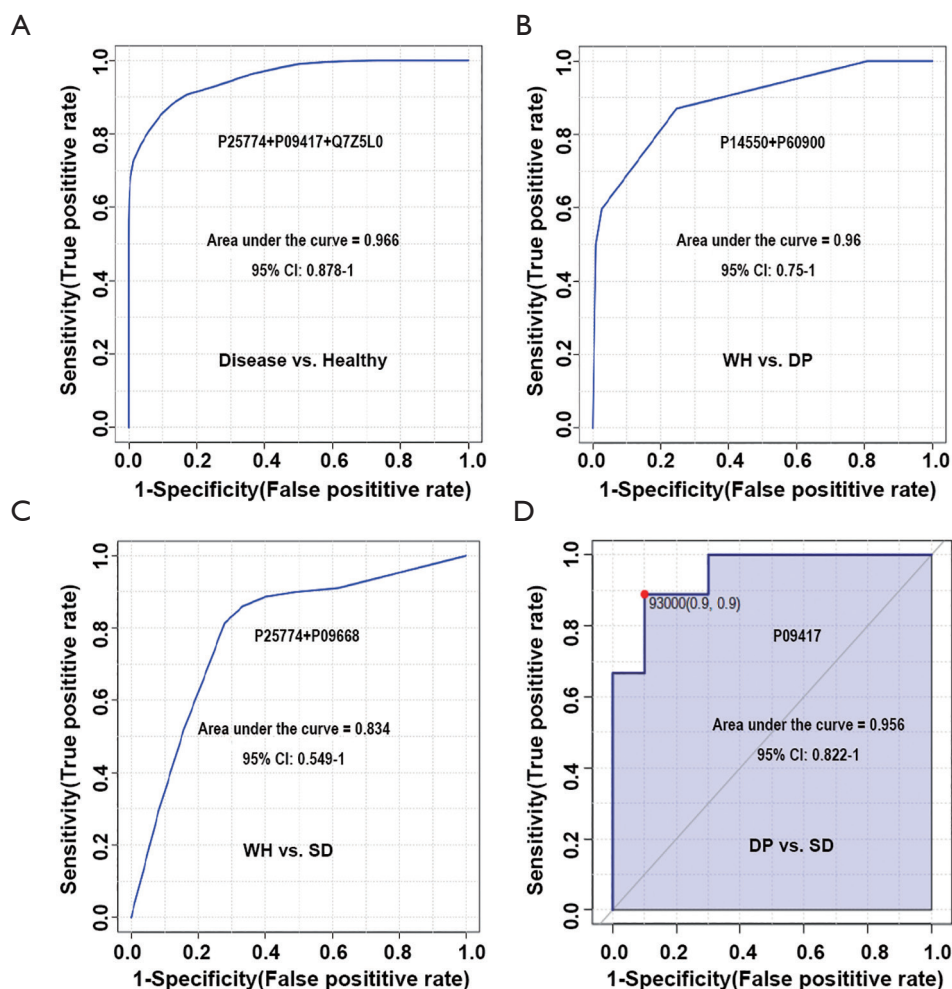 A
Sensitivity(True posititive rate)
1.0
0.8
0.6
0.4
0.2
0.0
P25774+P09417+Q7Z5L0
Area under the curve = 0.966
95% CI: 0.878-1
Disease vs. Healthy
0.0 0.2 0.4 0.6 0.8 1.0
1-Specificity(False posititive rate)
B
Sensitivity(True posititive rate)
1.0
0.8
0.6
0.4
0.2
0.0
P14550+P60900
Area under the curve = 0.96
95% CI: 0.75-1
WH vs. DP
0.0 0.2 0.4 0.6 0.8 1.0
1-Specificity(False posititive rate)
C
Sensitivity(True posititive rate)
1.0
0.8
0.6
0.4
0.2
0.0
P25774+P09668
Area under the curve = 0.834
95% CI: 0.549-1
WH vs. SD
0.0 0.2 0.4 0.6 0.8 1.0
1-Specificity(False posititive rate)
D
Sensitivity(True posititive rate)
1.0
0.8
0.6
0.4
0.2
0.0
93000(0.9, 0.9)
P09417
Area under the curve = 0.956
95% CI: 0.822-1
DP vs. SD
0.0 0.2 0.4 0.6 0.8 1.0
1-Specificity(False posititive rate)